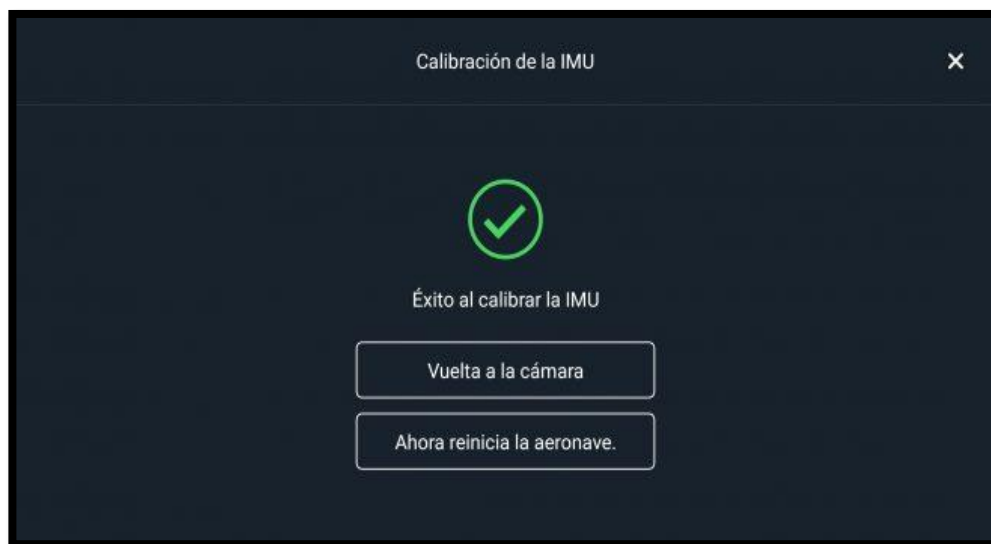 Calibración de la IMU
Éxito al calibrar la IMU
Vuelta a la cámara
Ahora reinicia la aeronave.